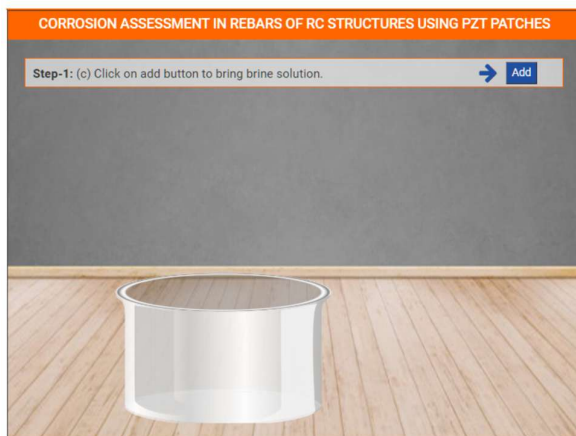 CORROSION ASSESSMENT IN REBARS OF RC STRUCTURES USING PZT PATCHES
Step-1: (c) Click on add button to bring brine solution.
Add